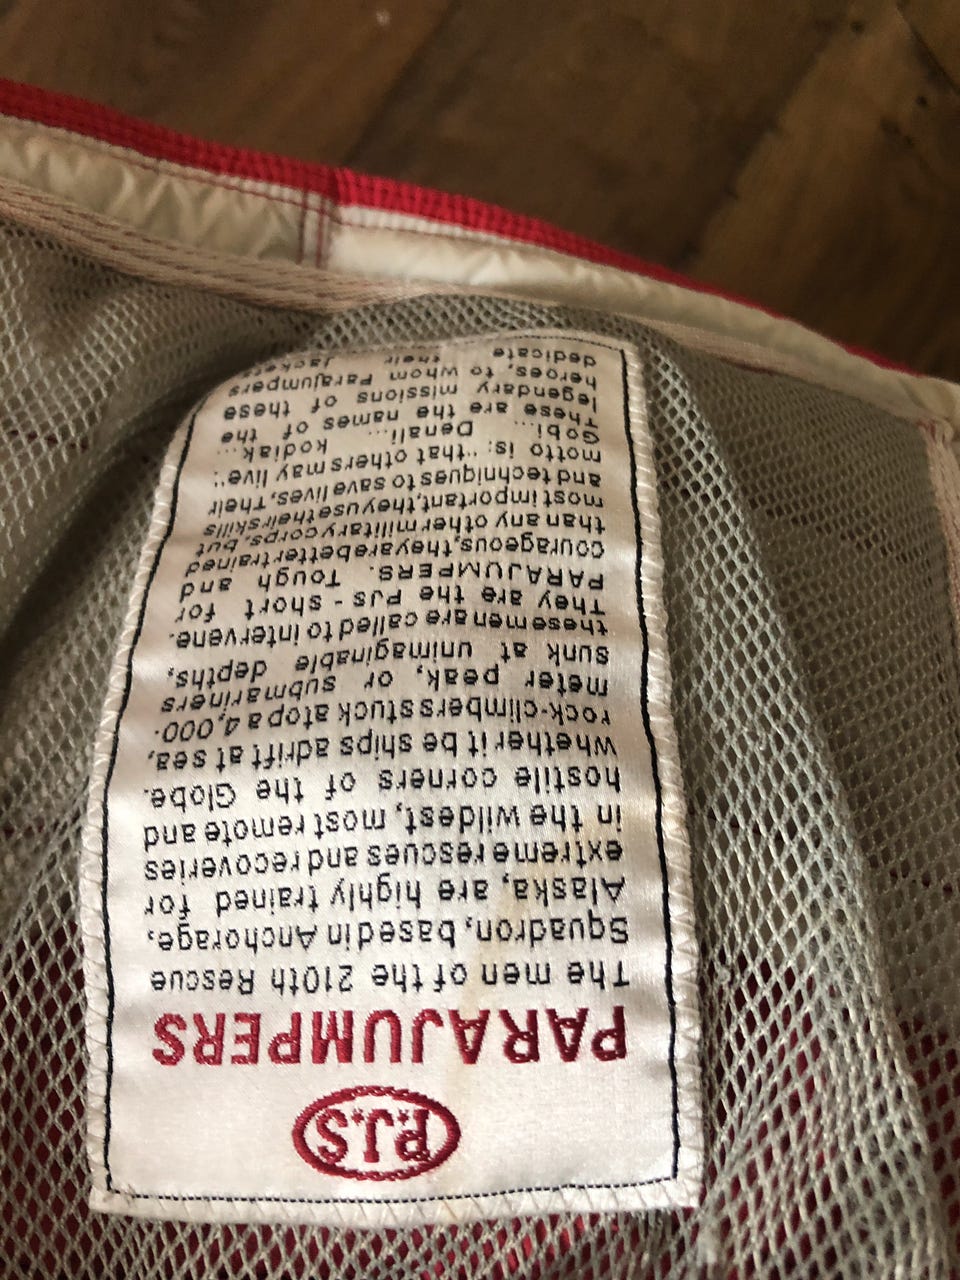 P.J.S
PARAJUMPERS
The men of the 210th Rescue
Squadron, based in Anchorage,
Alaska, are highly trained for
extreme rescues and recoveries
in the wildest, most remote and
hostile corners of the Globe.
whether it be ships adrift at sea,
rock-climbers stuck atop a 4,000-
meter peak, or submariners
sunk at unimaginable depths,
these men are called to intervene.
They are the PJs - short for
PARAJUMPERS. Tough and
courageous, they are better trained
than any other military corps, but
most important, they use their skills
and techniques to save lives, Their
motto is: "that others may live".
Gobi... Denali... kodiak...
These are the names of the
legendary missions of these
heroes, to whom Parajumpers
dedicate their jackets